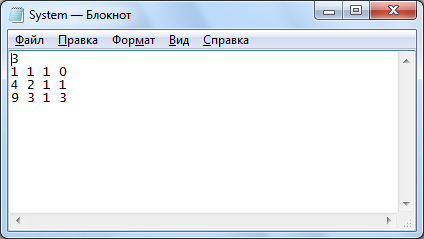 System — Блокнот
Файл Правка Формат Вид Справка
3
1 1 1 0
4 2 1 1
9 3 1 3